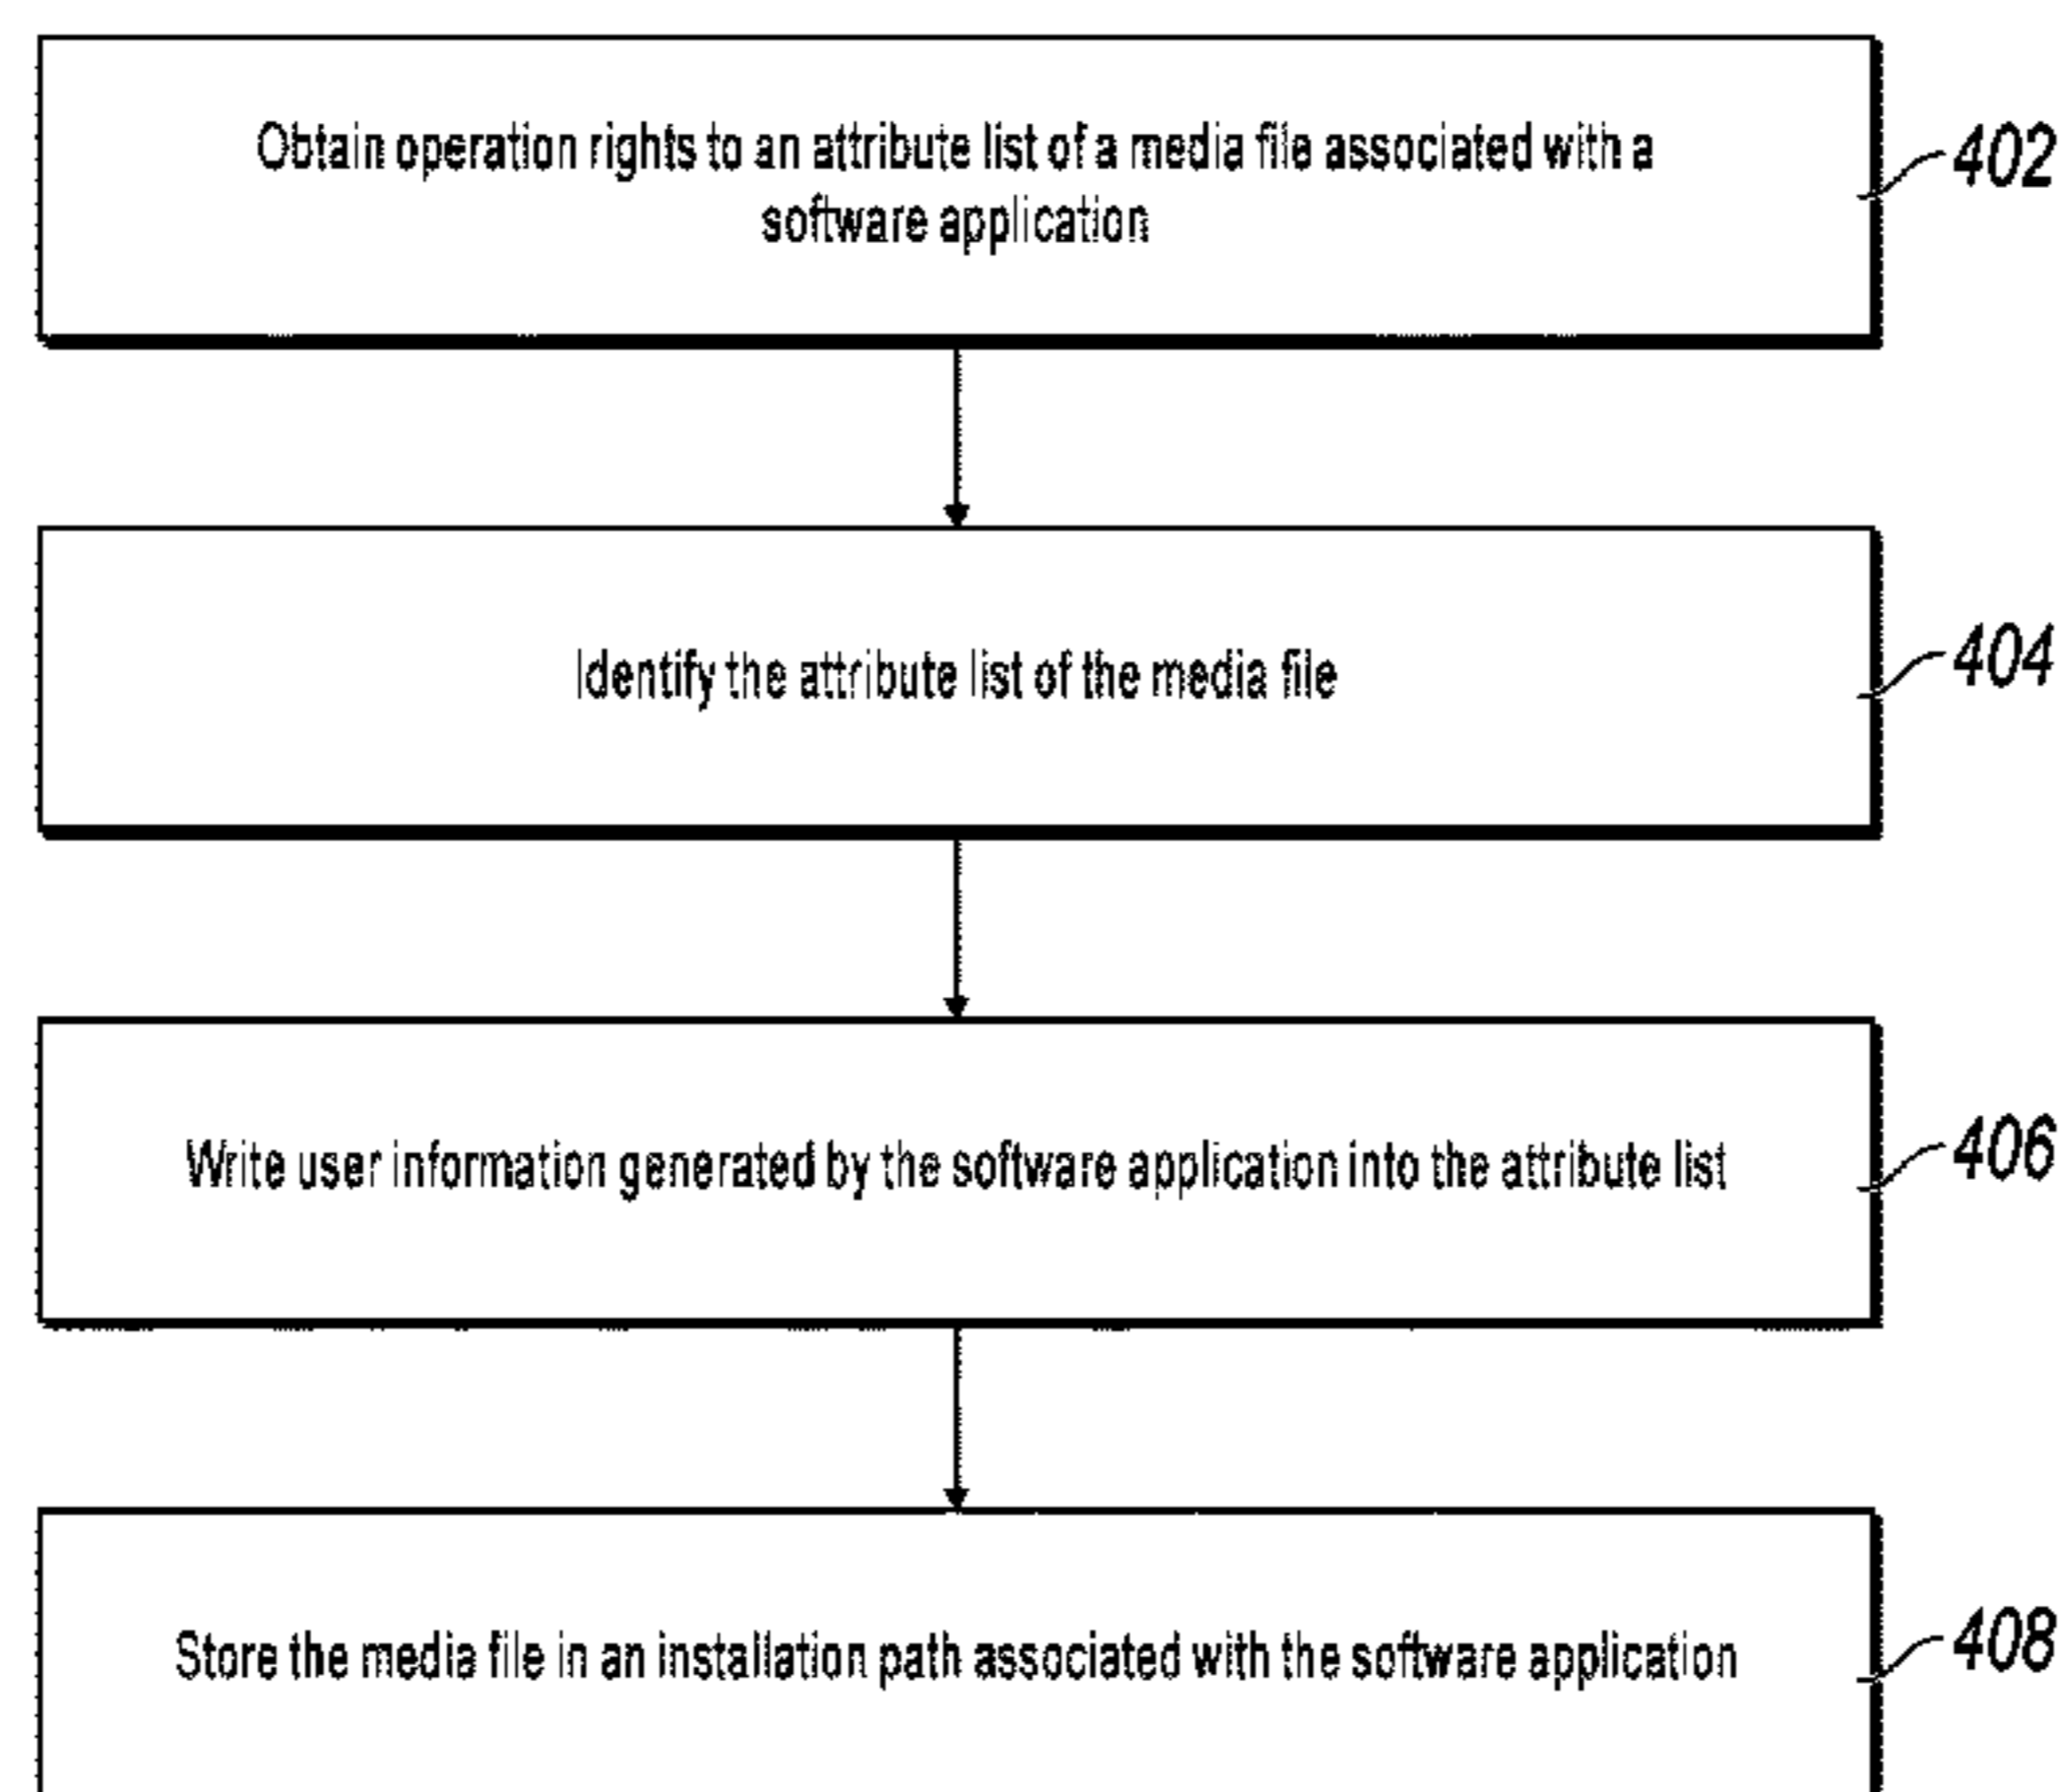 Obtain operation rights to an attribute list of a media file associated with a
software application
402
Identify the attribute list of the media file
404
Write user information generated by the software application into the attribute list
406
Store the media file in an installation path associated with the software application
408